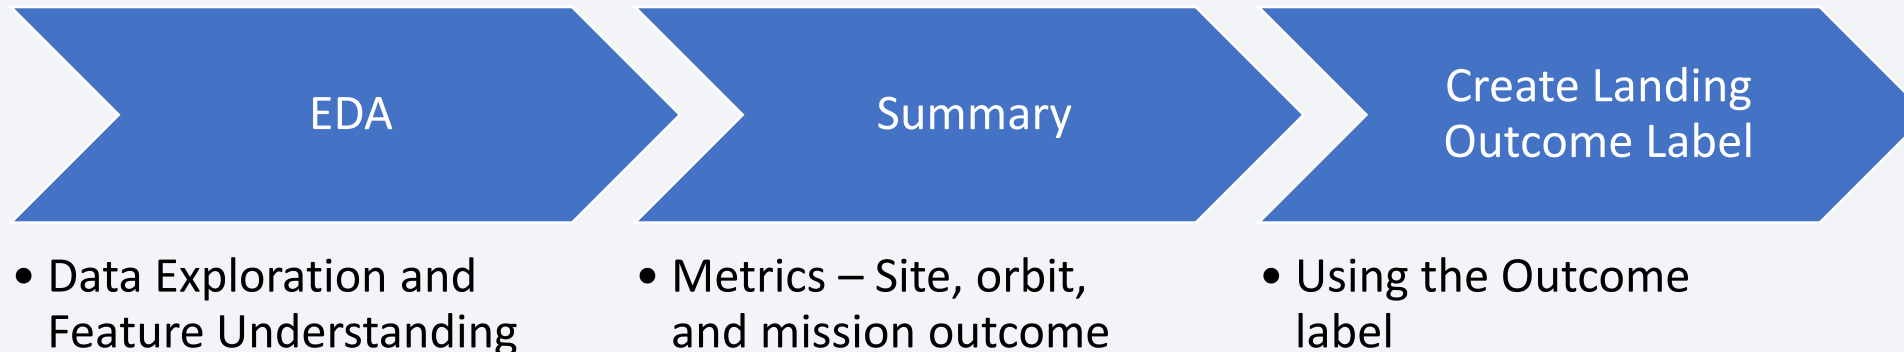 EDA
Summary
Create Landing
Outcome Label
• Data Exploration and
Feature Understanding
• Metrics – Site, orbit,
and mission outcome
• Using the Outcome
label